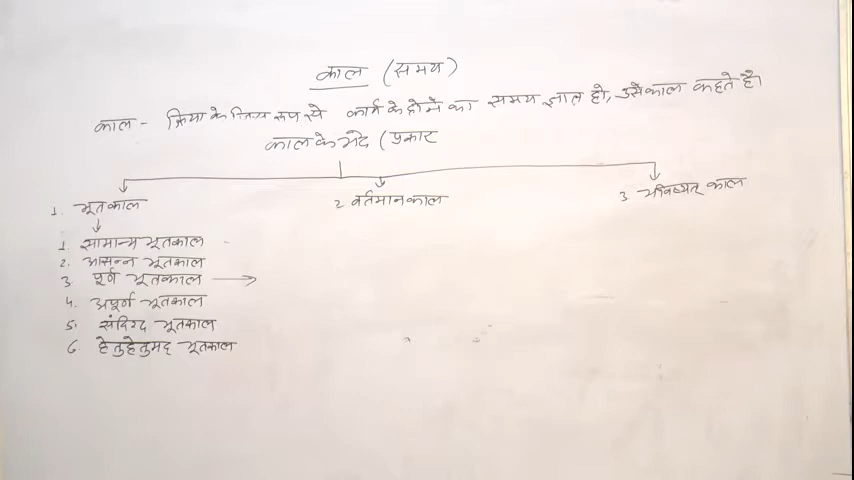 काल (समय)
काल - क्रिया के जिस रूप से कार्य के होने का समय ज्ञात हो, उसे काल कहते है।
काल के भेद (प्रकार
1. भूतकाल 2 वर्तमानकाल 3 भविष्यत् काल
1. सामान्य भूतकाल
2. आसन्न भूतकाल
3. पूर्ण भूतकाल
4. अपूर्ण भूतकाल
5. संदिग्द भूतकाल
6. हेतुहेतुमद् भूतकाल